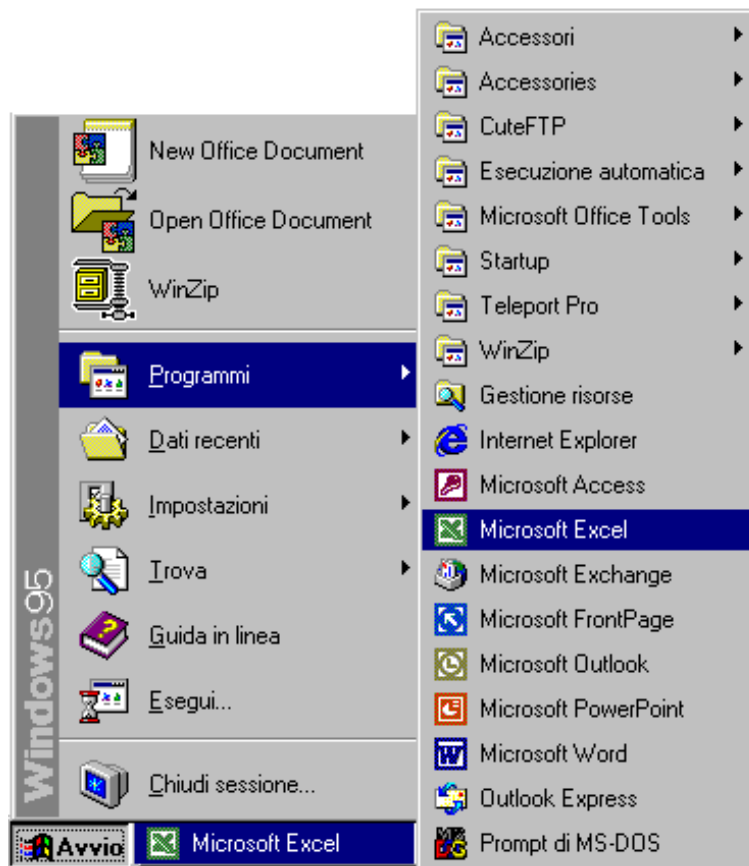 New Office Document
Open Office Document
WinZip
Programmi
Dati recenti
Impostazioni
Trova
Guida in linea
Esegui...
Chiudi sessione...
Windows95
Avvio
Microsoft Excel
Accessori
Accessories
CuteFTP
Esecuzione automatica
Microsoft Office Tools
Startup
Teleport Pro
WinZip
Gestione risorse
Internet Explorer
Microsoft Access
Microsoft Excel
Microsoft Exchange
Microsoft FrontPage
Microsoft Outlook
Microsoft PowerPoint
Microsoft Word
Outlook Express
Prompt di MS-DOS